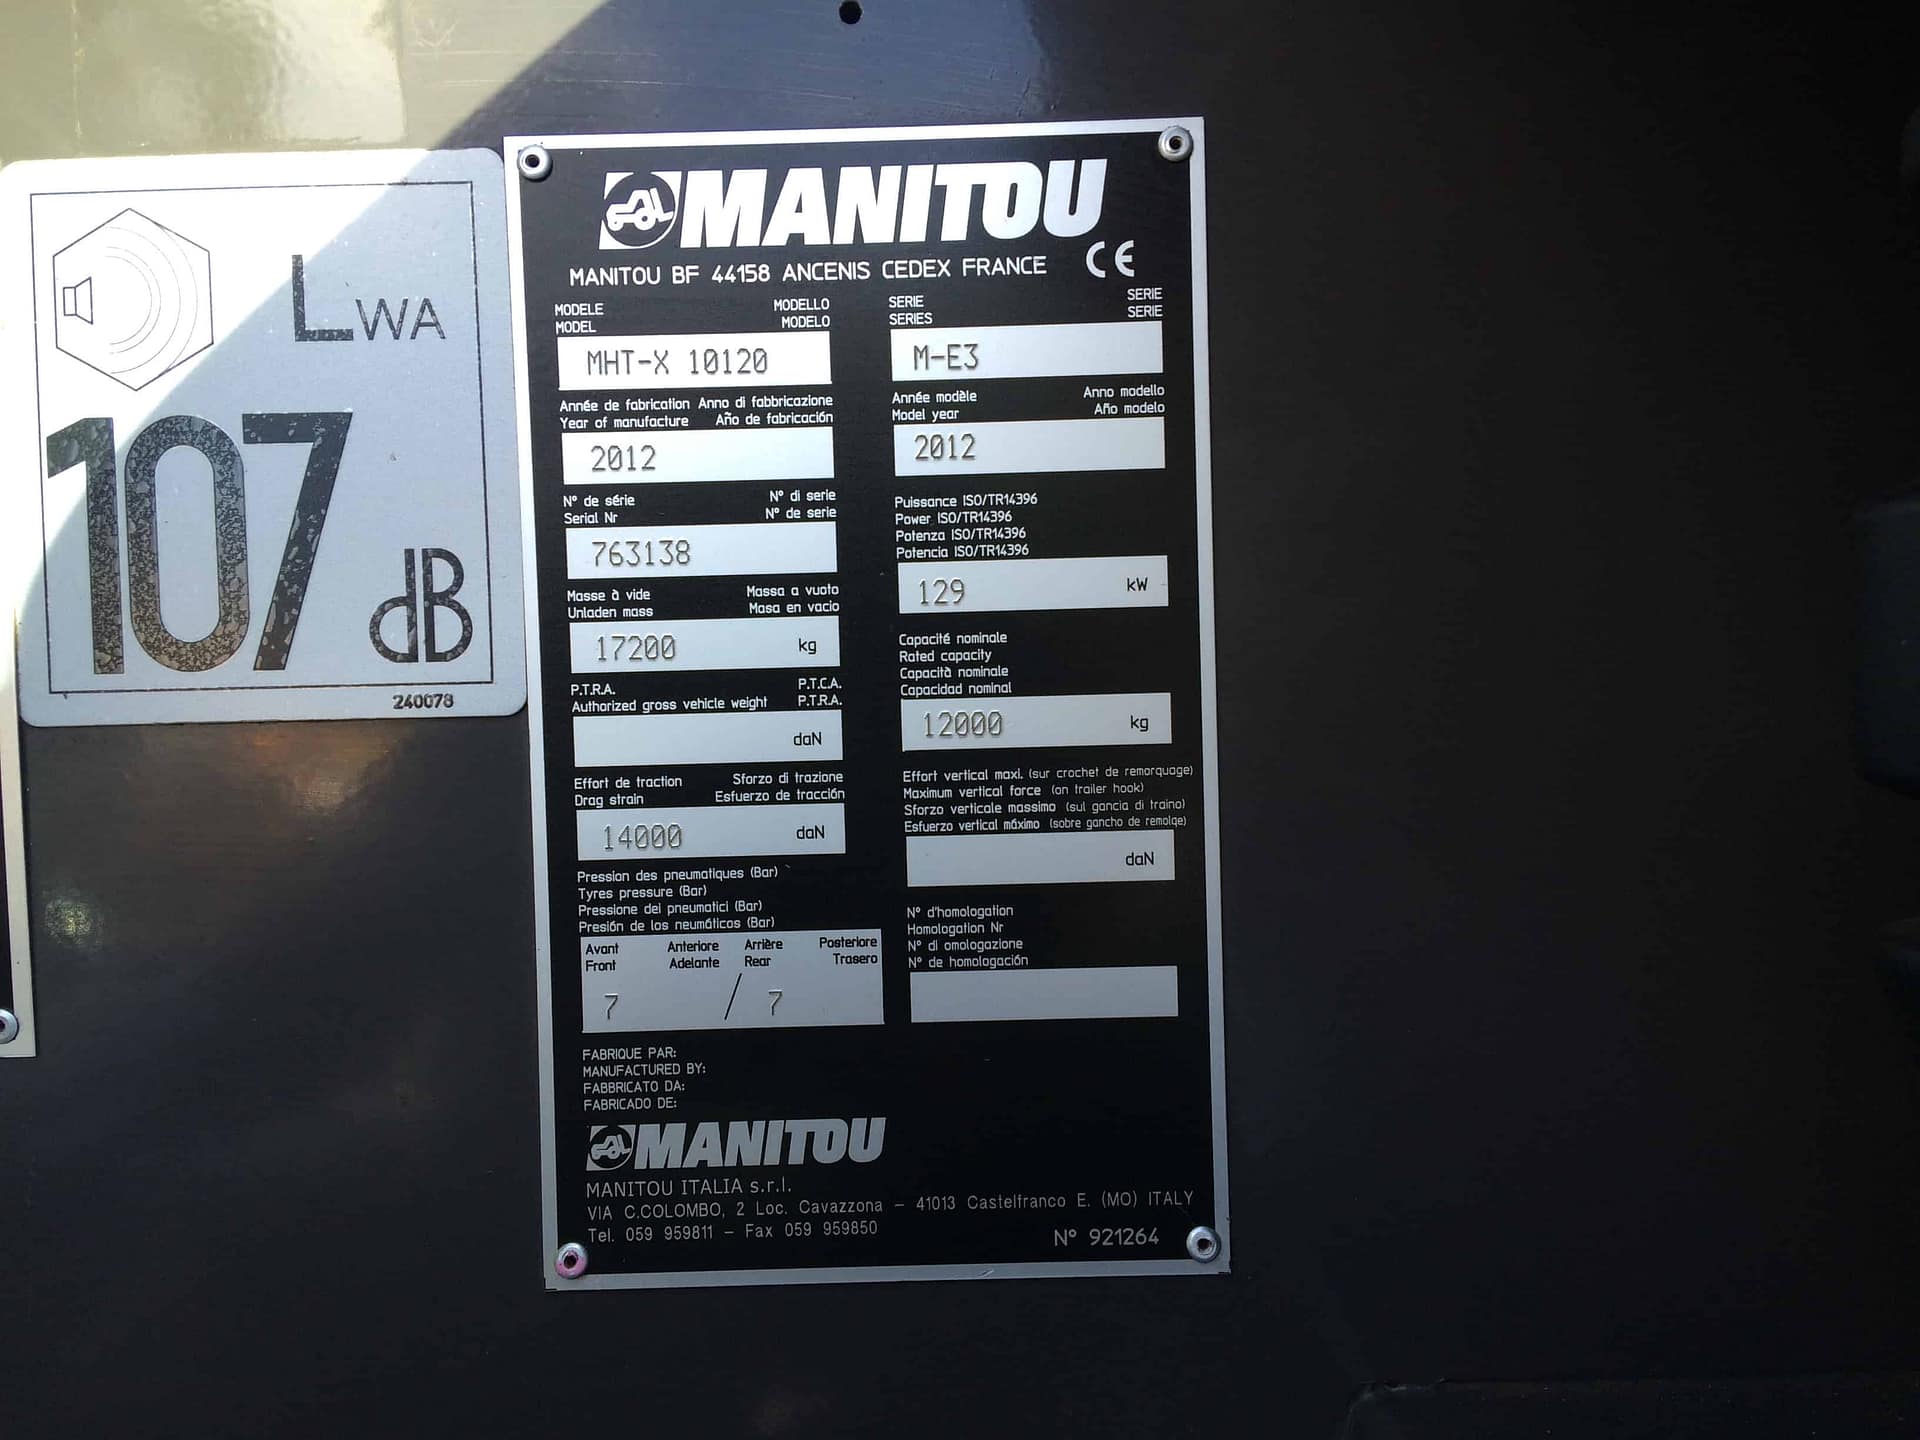 LWA
107
dB
240078
MANITOU
MANITOU BF 44158 ANCENIS CEDEX FRANCE CE
MODELE MODELLO
MODEL MODELO
MHT-X 10120
Année de fabrication Anno di fabbricazione
Year of manufacture Año de fabricación
2012
N° de série N° di serie
Serial Nr N° de serie
763138
Masse à vide Massa a vuoto
Unladen mass Masa en vacio
17200 kg
P.T.R.A. P.T.C.A.
Authorized gross vehicle weight P.T.R.A.
daN
Effort de traction Sforzo di trazione
Drag strain Esfuerzo de tracción
14000 daN
Pression des pneumatiques (Bar)
Tyres pressure (Bar)
Pressione dei pneumatici (Bar)
Presión de los neumáticos (Bar)
Avant Anteriore Arrière Posteriore
Front Adelante Rear Trasero
7 / 7
SERIE SERIE
SERIES SERIE
M-E3
Année modèle Anno modello
Model year Año modelo
2012
Puissance ISO/TR14396
Power ISO/TR14396
Potenza ISO/TR14396
Potencia ISO/TR14396
129 kW
Capacité nominale
Rated capacity
Capacità nominale
Capacidad nominal
12000 kg
Effort vertical maxi. (sur crochet de remorquage)
Maximum vertical force (on trailer hook)
Sforzo verticale massimo (sul gancia di traino)
Esfuerzo vertical máximo (sobre gancho de remolqe)
daN
N° d'homologation
Homologation Nr
N° di omologazione
N° de homologación
FABRIQUE PAR:
MANUFACTURED BY:
FABBRICATO DA:
FABRICADO DE:
MANITOU
MANITOU ITALIA s.r.l.
VIA C.COLOMBO, 2 Loc. Cavazzona – 41013 Castelfranco E. (MO) ITALY
Tel. 059 959811 – Fax 059 959850
N° 921264